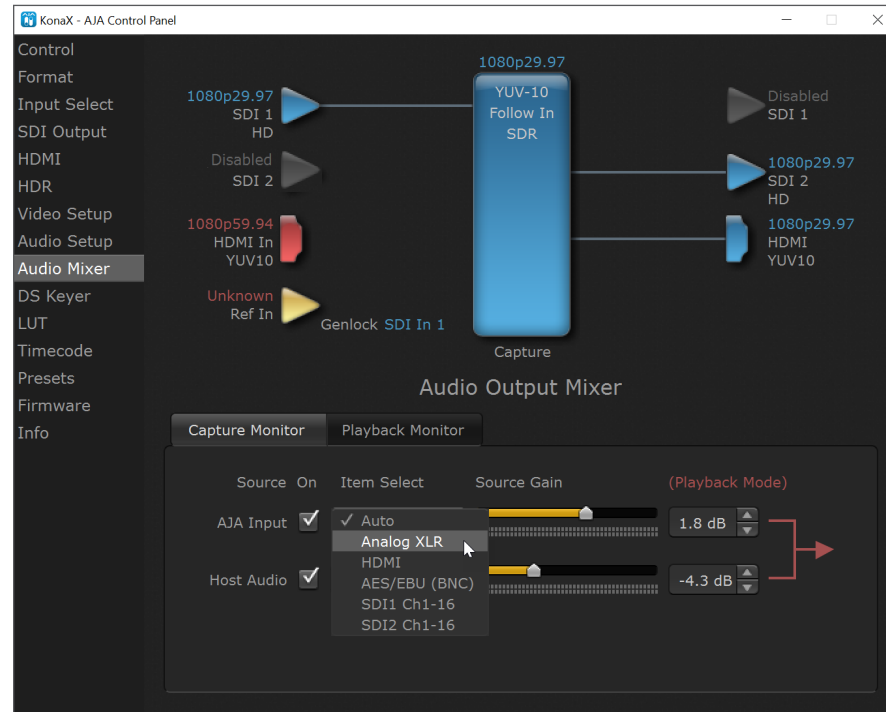 KonaX - AJA Control Panel
Control
Format
Input Select
SDI Output
HDMI
HDR
Video Setup
Audio Setup
Audio Mixer
DS Keyer
LUT
Timecode
Presets
Firmware
Info
1080p29.97
SDI 1
HD
Disabled
SDI 2
1080p59.94
HDMI In
YUV10
Unknown
Ref In
Genlock SDI In 1
1080p29.97
YUV-10
Follow In
SDR
Capture
Disabled
SDI 1
1080p29.97
SDI 2
HD
1080p29.97
HDMI
YUV10
Audio Output Mixer
Capture Monitor Playback Monitor
Source On Item Select Source Gain (Playback Mode)
AJA Input 1.8 dB
Host Audio -4.3 dB
✓ Auto
Analog XLR
HDMI
AES/EBU (BNC)
SDI1 Ch1-16
SDI2 Ch1-16